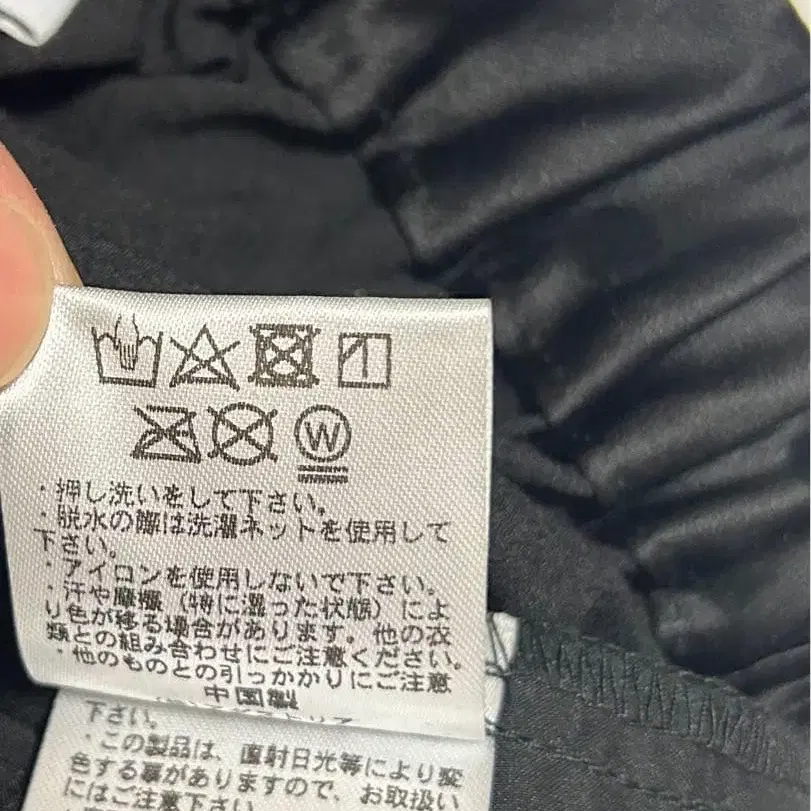 W
・押し洗いをして下さい。
・脱水の際は洗濯ネットを使用して
下さい。
・アイロンを使用しないで下さい。
・汗や摩擦（特に湿った状態）によ
り色が移る場合があります。他の衣
類との組み合わせにご注意ください。
・他のものとの引っかかりにご注意
中国製
下さい。
・この製品は、直射日光等により変
色する事がありますので、お取扱い
にはご注意下さい。